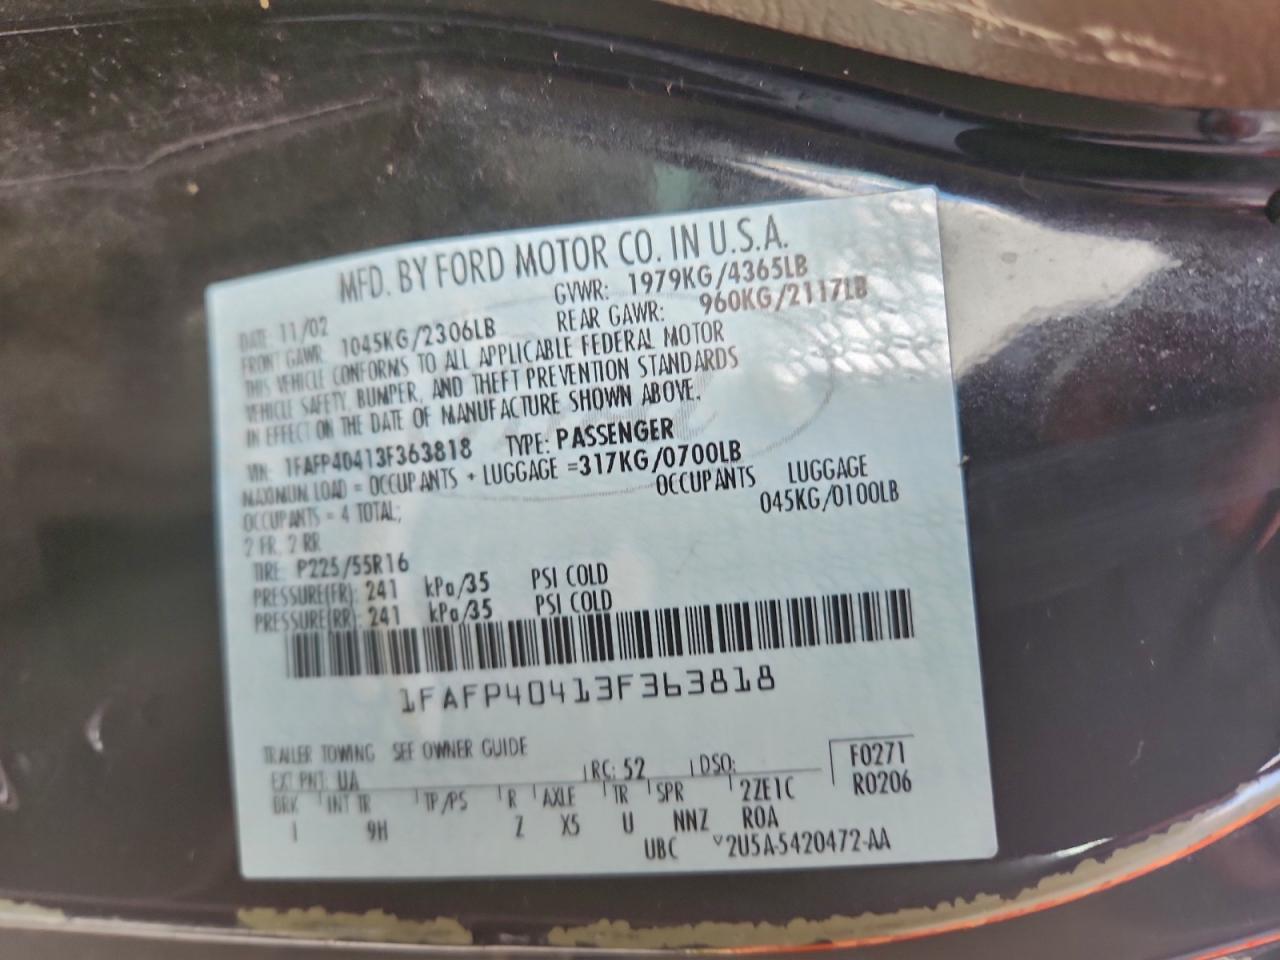 MFD. BY FORD MOTOR CO. IN U.S.A.
DATE: 11/02 GVWR: 1979KG/4365LB
FRONT GAWR: 1045KG/2306LB REAR GAWR: 960KG/2117LB
THIS VEHICLE CONFORMS TO ALL APPLICABLE FEDERAL MOTOR
VEHICLE SAFETY, BUMPER, AND THEFT PREVENTION STANDARDS
IN EFFECT ON THE DATE OF MANUFACTURE SHOWN ABOVE.
VIN: 1FAFP40413F363818 TYPE: PASSENGER
MAXIMUM LOAD = OCCUPANTS + LUGGAGE =317KG/0700LB
OCCUPANTS = 4 TOTAL; OCCUPANTS LUGGAGE
2 FR, 2 RR 045KG/0100LB
TIRE: P225/55R16
PRESSURE(FR): 241 kPa/35 PSI COLD
PRESSURE(RR): 241 kPa/35 PSI COLD
1FAFP40413F363818
TRAILER TOWING SEE OWNER GUIDE
EXT PNT: UA RC: 52 DSO: F0271
BRK INT TR TP/PS R AXLE TR SPR 2ZE1C R0206
I 9H Z X5 U NNZ ROA
UBC ▽2U5A-5420472-AA